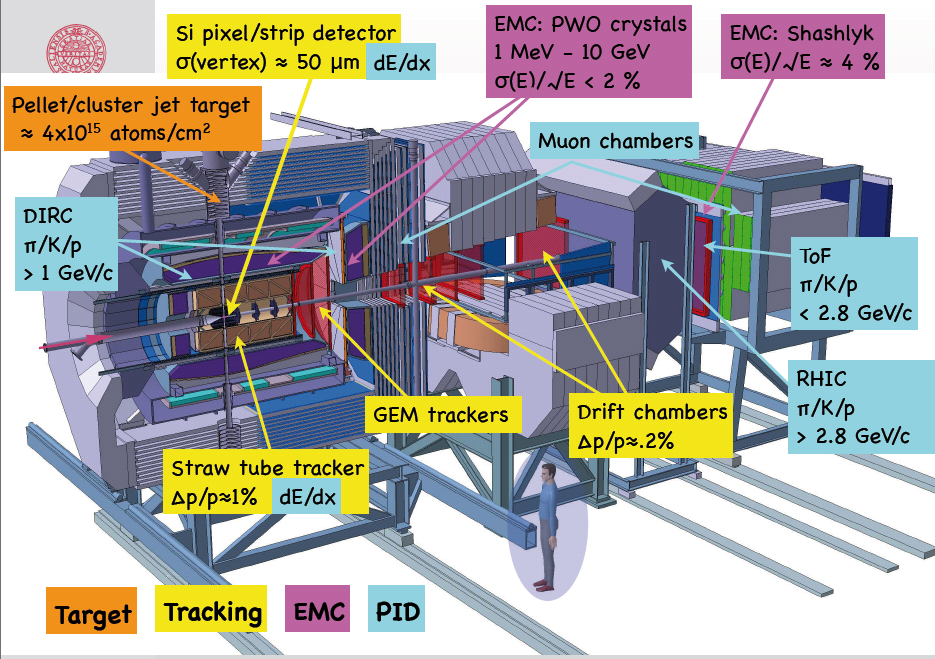 Si pixel/strip detector
σ(vertex) ≈ 50 μm dE/dx
EMC: PWO crystals
1 MeV – 10 GeV
σ(E)/√E < 2 %
EMC: Shashlyk
σ(E)/√E ≈ 4 %
Pellet/cluster jet target
≈ 4x10¹⁵ atoms/cm²
Muon chambers
DIRC
π/K/p
> 1 GeV/c
ToF
π/K/p
< 2.8 GeV/c
RHIC
π/K/p
> 2.8 GeV/c
GEM trackers
Drift chambers
Δp/p≈.2%
Straw tube tracker
Δp/p≈1% dE/dx
Target
Tracking
EMC
PID